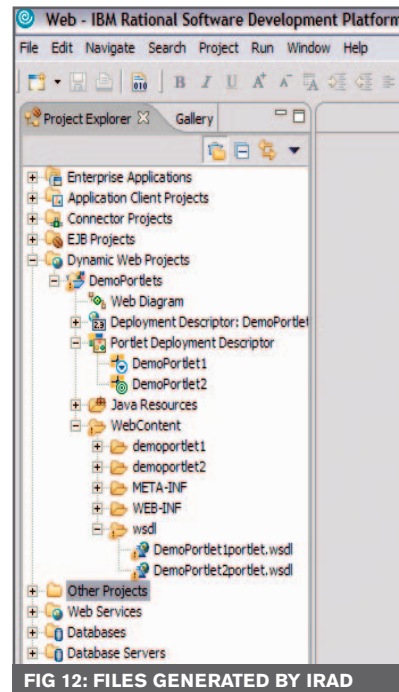 Web - IBM Rational Software Development Platform
File Edit Navigate Search Project Run Window Help
B I U A+ A-
Project Explorer Gallery
Enterprise Applications
Application Client Projects
Connector Projects
EJB Projects
Dynamic Web Projects
DemoPortlets
Web Diagram
Deployment Descriptor: DemoPortlet
Portlet Deployment Descriptor
DemoPortlet1
DemoPortlet2
Java Resources
WebContent
demoportlet1
demoportlet2
META-INF
WEB-INF
wsdl
DemoPortlet1portlet.wsdl
DemoPortlet2portlet.wsdl
Other Projects
Web Services
Databases
Database Servers
FIG 12: FILES GENERATED BY IRAD